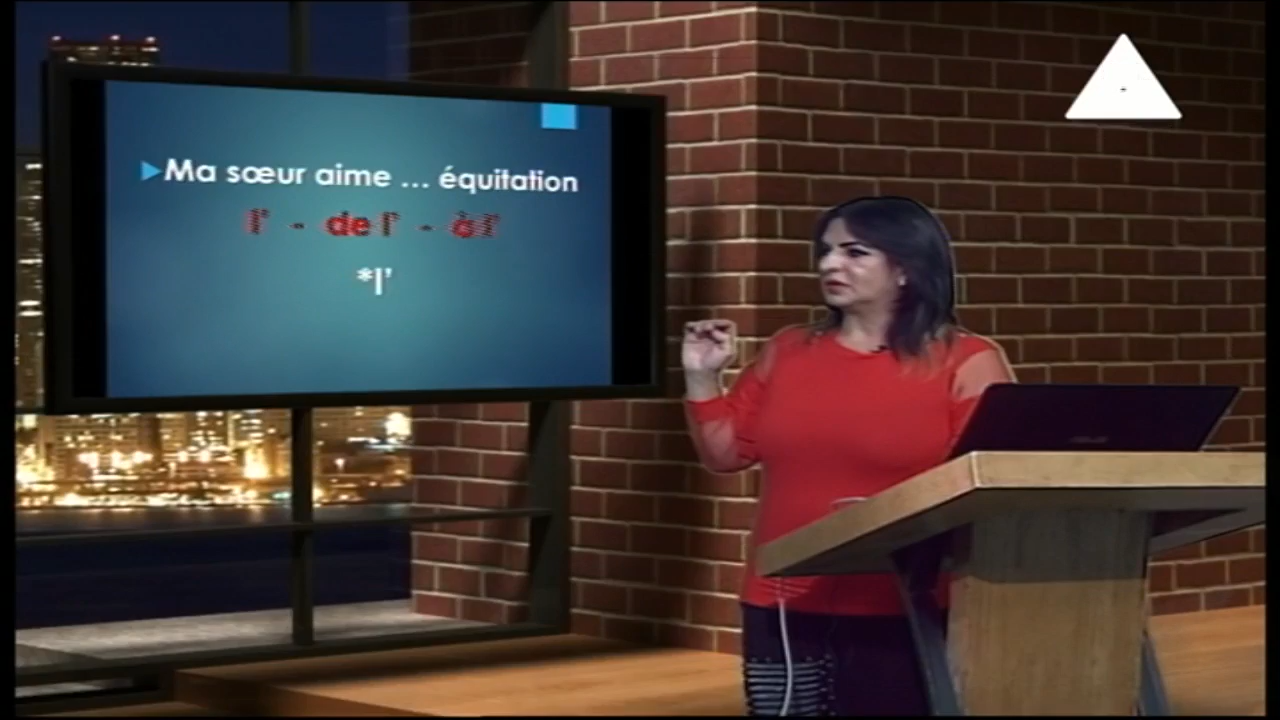 Ma sœur aime ... équitation
l' - de l' - à l'
*l'